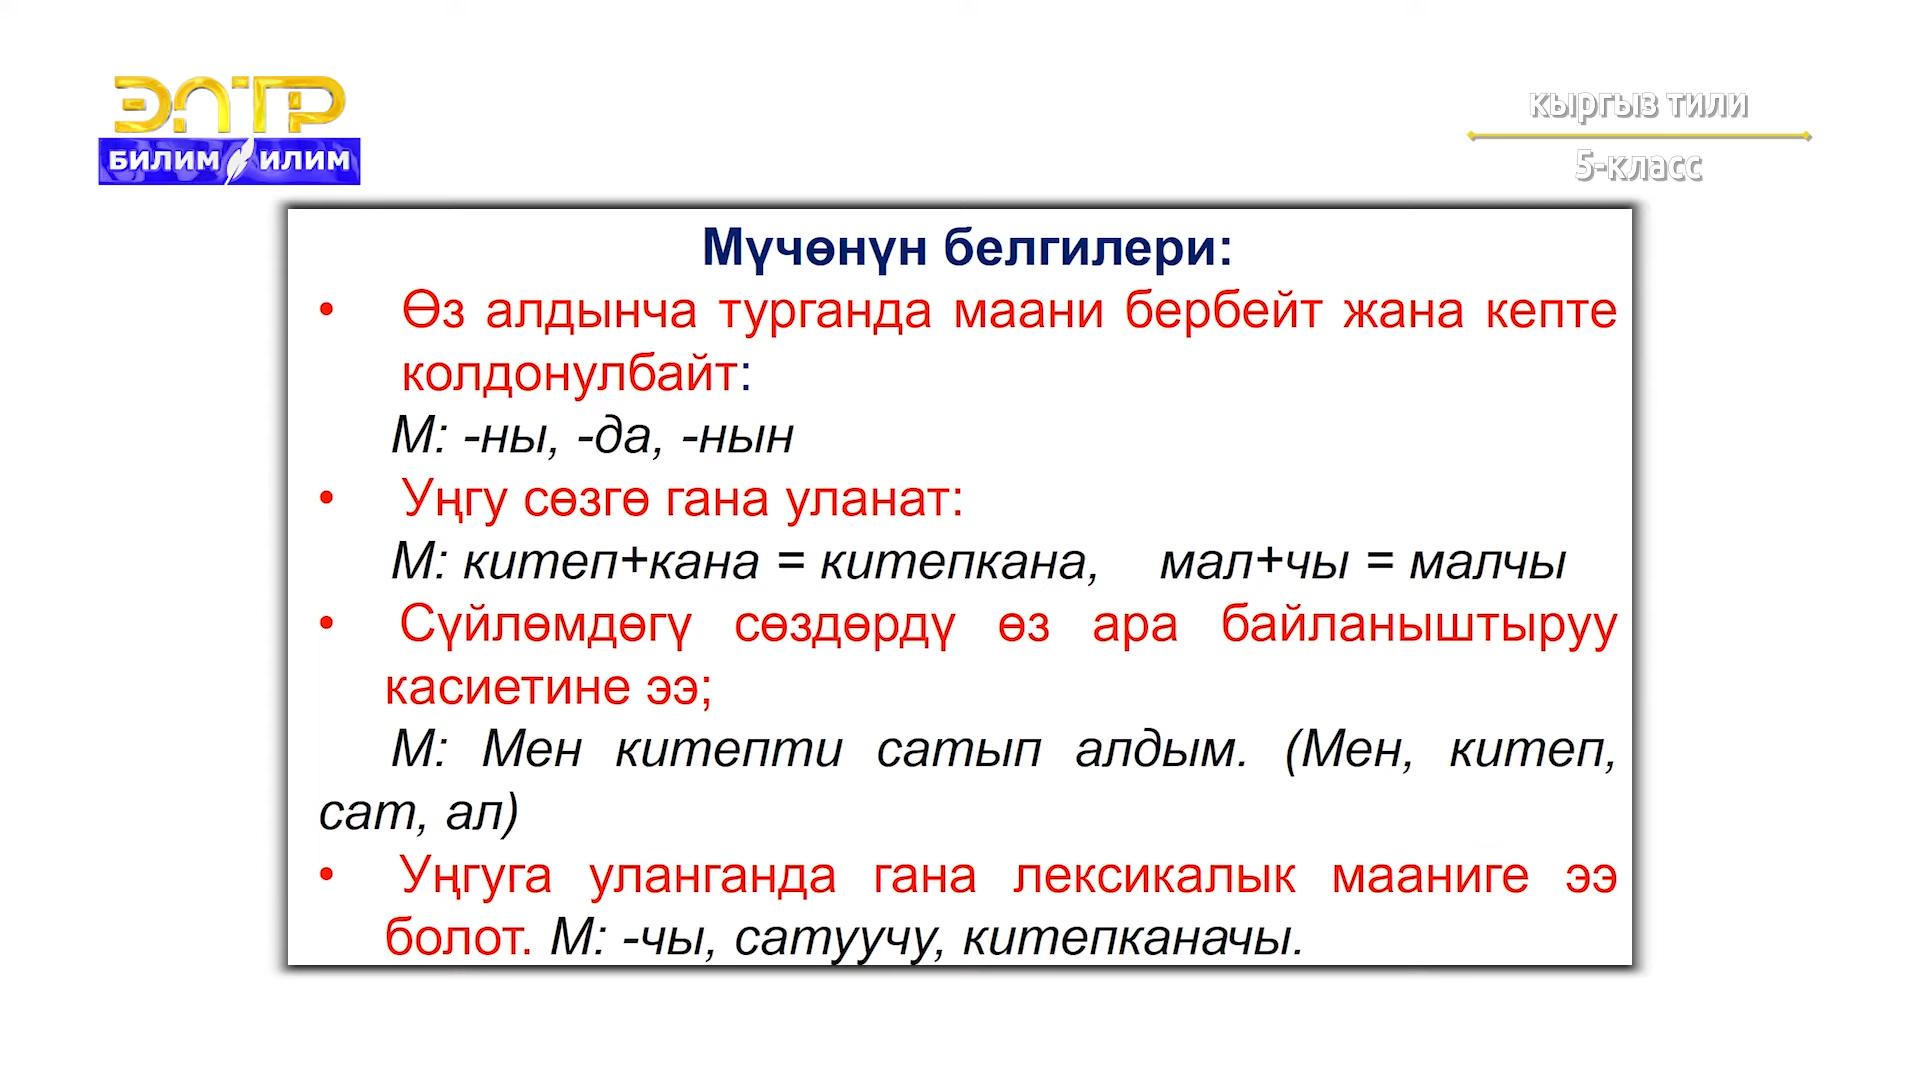 ЭЛТР
БИЛИМ ИЛИМ
кыргыз тили
5-класс
Мүчөнүн белгилери:
• Өз алдынча турганда маани бербейт жана кепте
колдонулбайт:
М: -ны, -да, -нын
• Уңгу сөзгө гана уланат:
М: китеп+кана = китепкана, мал+чы = малчы
• Сүйлөмдөгү сөздөрдү өз ара байланыштыруу
касиетине ээ;
М: Мен китепти сатып алдым. (Мен, китеп,
сат, ал)
• Уңгуга уланганда гана лексикалык мааниге ээ
болот. М: -чы, сатуучу, китепканачы.